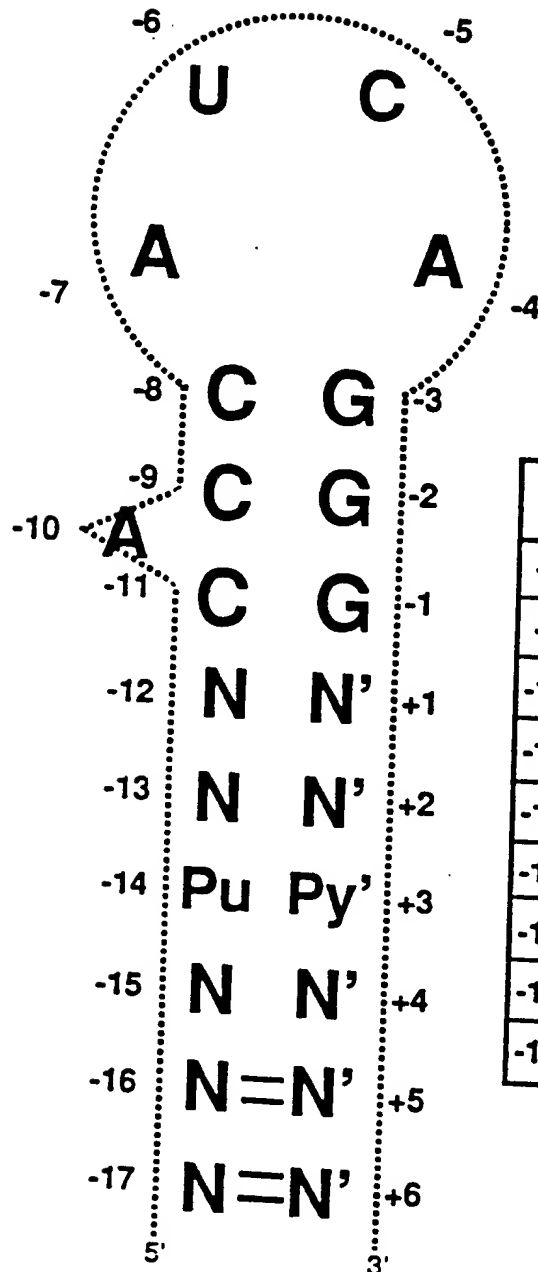 -6 -5
U C
A A
-7 -4
-8 C G -3
-9 C G -2
-10 A
-11 C G -1
-12 N N' +1
-13 N N' +2
-14 Pu Py' +3
-15 N N' +4
-16 N N' +5
-17 N N' +6
5' 3'